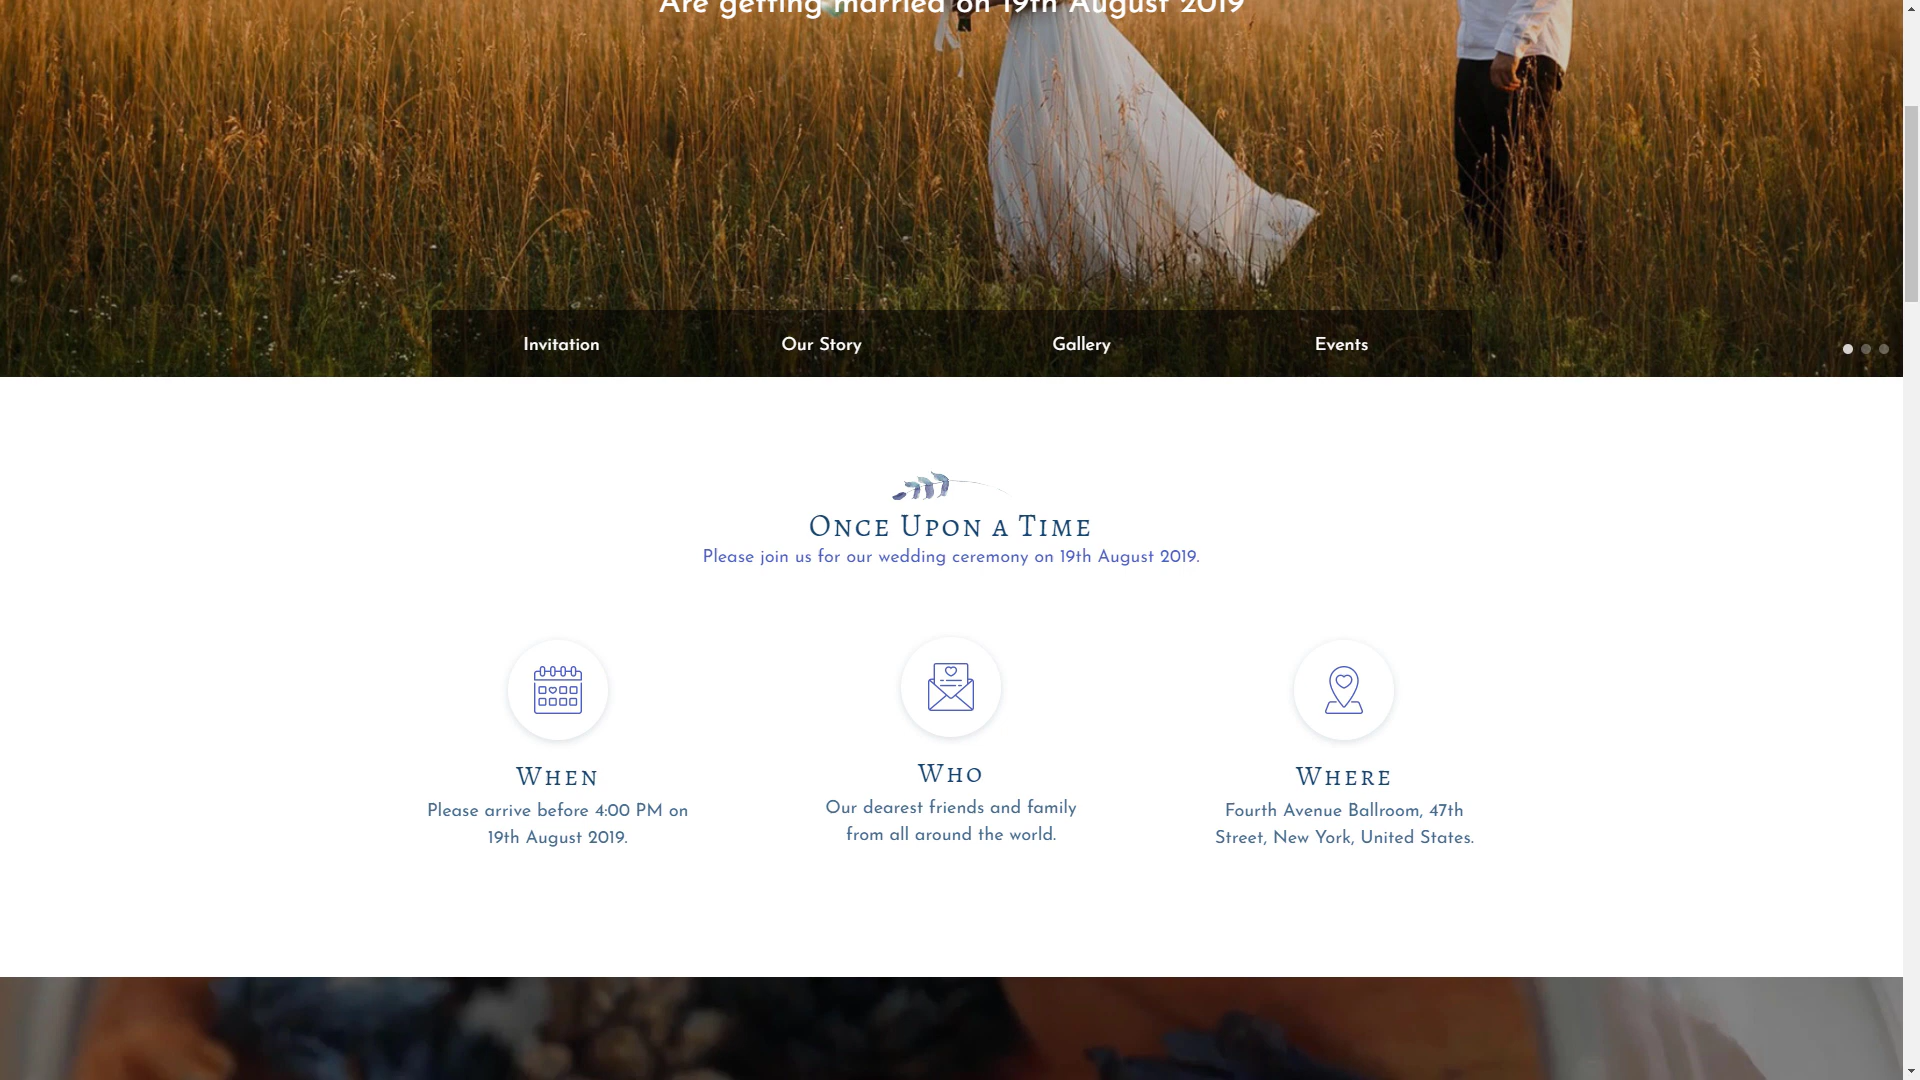 Are getting married on 19th August 2019
Invitation
Our Story
Gallery
Events
Once Upon a Time
Please join us for our wedding ceremony on 19th August 2019.
When
Please arrive before 4:00 PM on
19th August 2019.
Who
Our dearest friends and family
from all around the world.
Where
Fourth Avenue Ballroom, 47th
Street, New York, United States.